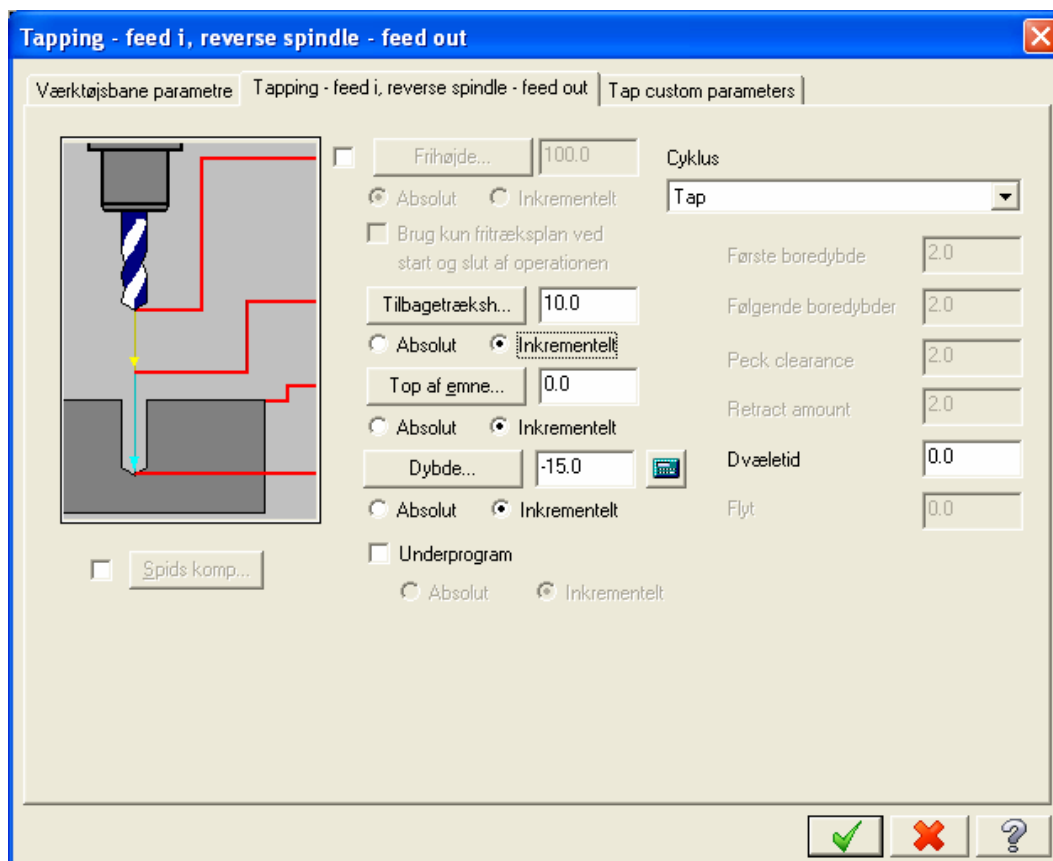 Tapping - feed i, reverse spindle - feed out
Værktøjsbane parametre
Tapping - feed i, reverse spindle - feed out
Tap custom parameters
Frihøjde...
100.0
Absolut
Inkrementelt
Brug kun fritræksplan ved
start og slut af operationen
Tilbagetræksh...
10.0
Absolut
Inkrementelt
Top af emne...
0.0
Absolut
Inkrementelt
Dybde...
-15.0
Absolut
Inkrementelt
Underprogram
Absolut
Inkrementelt
Spids komp...
Cyklus
Tap
Første boredybde
2.0
Følgende boredybder
2.0
Peck clearance
2.0
Retract amount
2.0
Dvæletid
0.0
Flyt
0.0